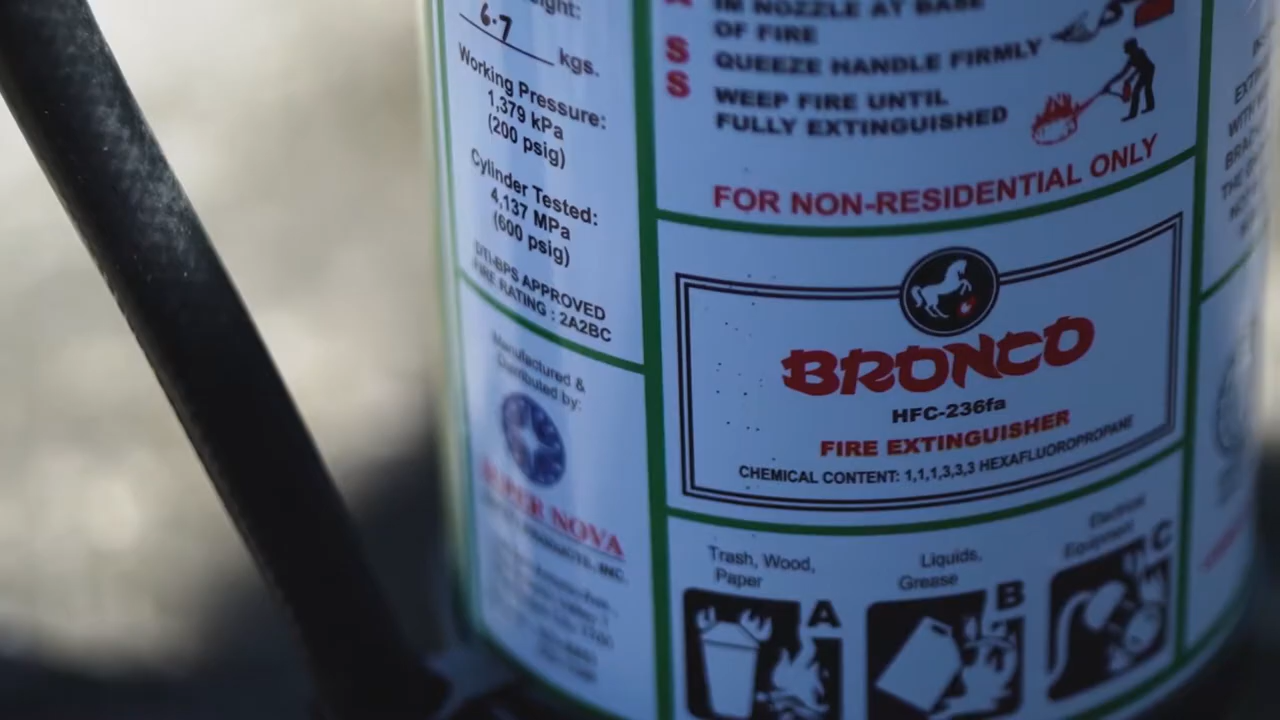 6.7
kgs.
Working Pressure:
1,379 kPa
(200 psig)
Cylinder Tested:
4,137 MPa
(600 psig)
DTI-BPS APPROVED
FIRE RATING : 2A2BC
Manufactured &
Distributed by:
SUPER NOVA
INC.
IM NOZZLE AT BASE
OF FIRE
S QUEEZE HANDLE FIRMLY
S WEEP FIRE UNTIL
FULLY EXTINGUISHED
FOR NON-RESIDENTIAL ONLY
BRONCO
HFC-236fa
FIRE EXTINGUISHER
CHEMICAL CONTENT: 1,1,1,3,3,3 HEXAFLUOROPROPANE
Trash, Wood,
Paper
A
Liquids,
Grease
B
Electrical
Equipment
C